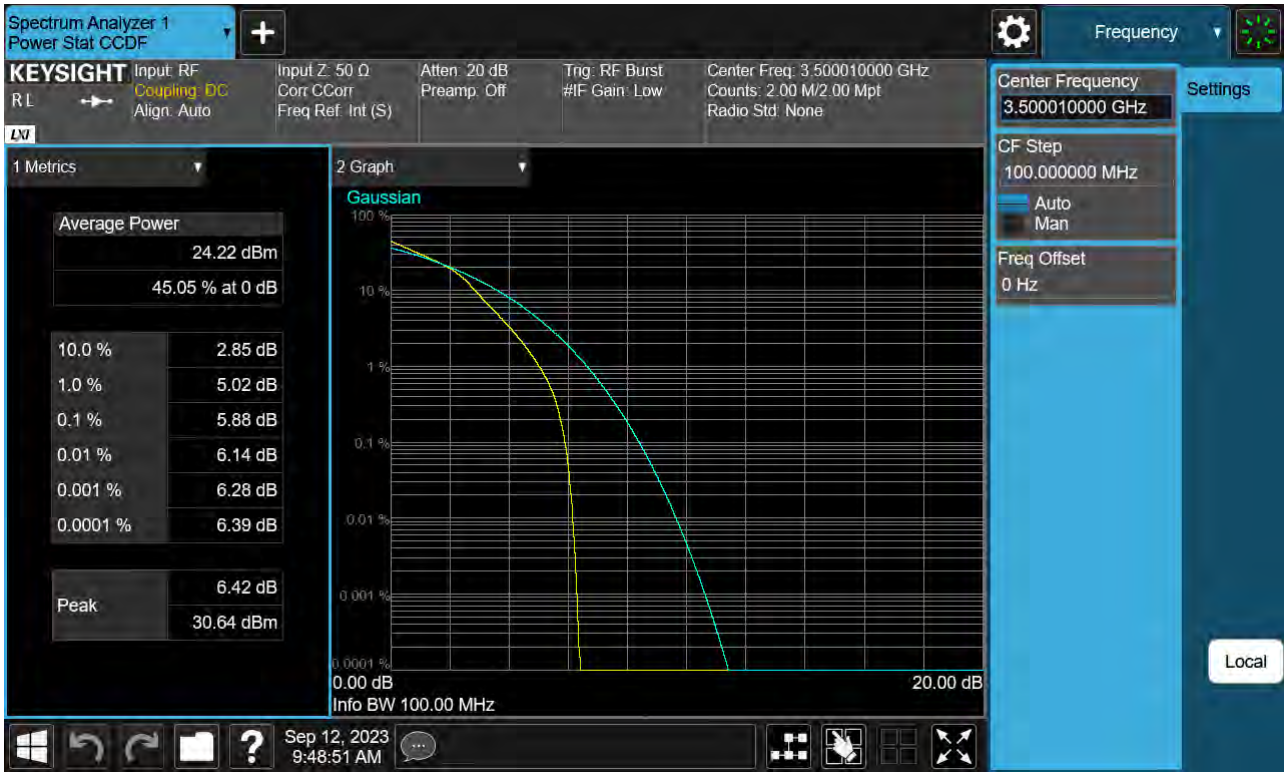 Spectrum Analyzer 1
Power Stat CCDF
+
Frequency
KEYSIGHT
RL
LXI
Input: RF
Coupling: DC
Align: Auto
Input Z: 50 Ω
Corr CCorr
Freq Ref: Int (S)
Atten: 20 dB
Preamp: Off
Trig: RF Burst
#IF Gain: Low
Center Freq: 3.500010000 GHz
Counts: 2.00 M/2.00 Mpt
Radio Std: None
Center Frequency
3.500010000 GHz
Settings
CF Step
100.000000 MHz
Auto
Man
Freq Offset
0 Hz
1 Metrics
Average Power
24.22 dBm
45.05 % at 0 dB
10.0 % 2.85 dB
1.0 % 5.02 dB
0.1 % 5.88 dB
0.01 % 6.14 dB
0.001 % 6.28 dB
0.0001 % 6.39 dB
Peak
6.42 dB
30.64 dBm
2 Graph
Gaussian
100 %
10 %
1 %
0.1 %
0.01 %
0.001 %
0.0001 %
0.00 dB
20.00 dB
Info BW 100.00 MHz
Local
?
Sep 12, 2023
9:48:51 AM